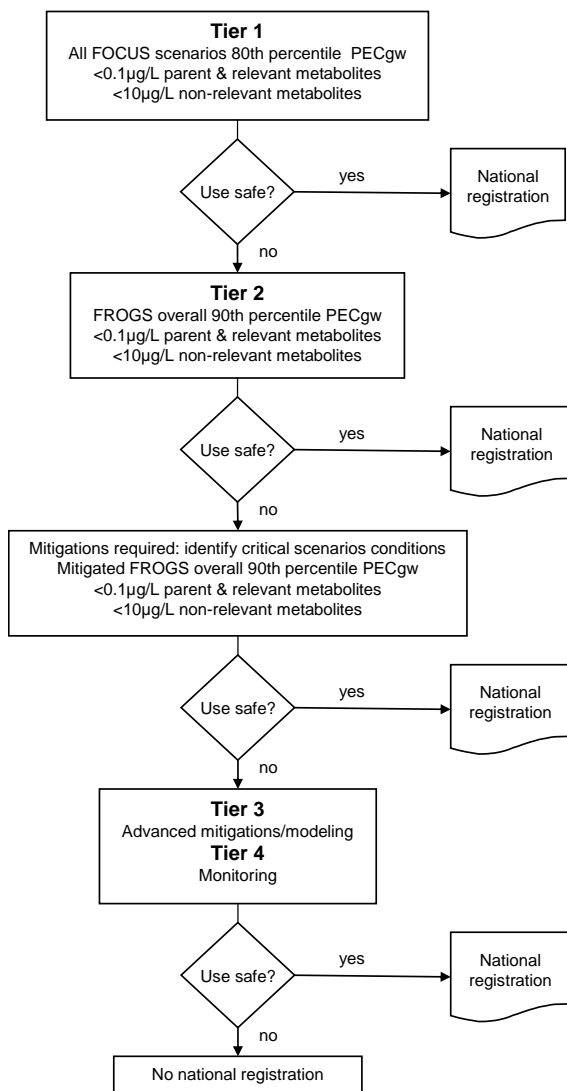 Tier 1
All FOCUS scenarios 80th percentile  PECgw
<0.1µg/L parent & relevant metabolites
<10µg/L non-relevant metabolites
Use safe?
yes
National
registration
no
Tier 2
FROGS overall 90th percentile PECgw
<0.1µg/L parent & relevant metabolites
<10µg/L non-relevant metabolites
Use safe?
yes
National
registration
no
Mitigations required: identify critical scenarios conditions
Mitigated FROGS overall 90th percentile PECgw
<0.1µg/L parent & relevant metabolites
<10µg/L non-relevant metabolites
Use safe?
yes
National
registration
no
Tier 3
Advanced mitigations/modeling
Tier 4
Monitoring
Use safe?
yes
National
registration
no
No national registration